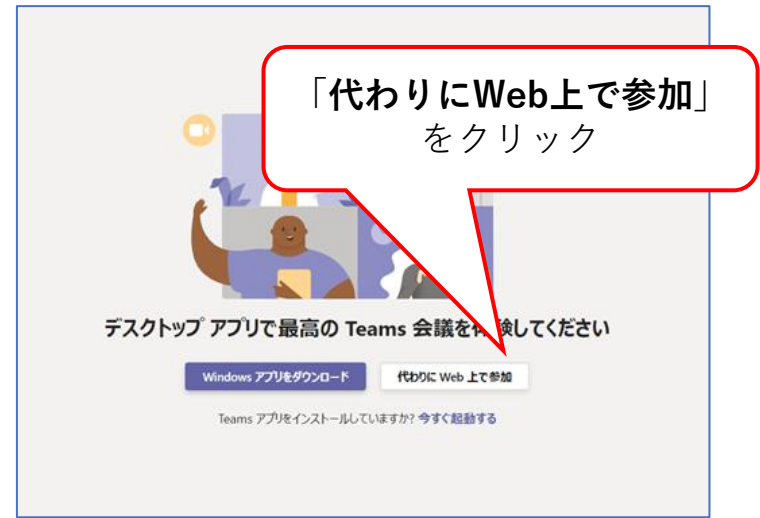 「代わりにWeb上で参加」
をクリック
デスクトップ アプリで最高の Teams 会議を体験してください
Windows アプリをダウンロード
代わりに Web 上で参加
Teams アプリをインストールしていますか? 今すぐ起動する